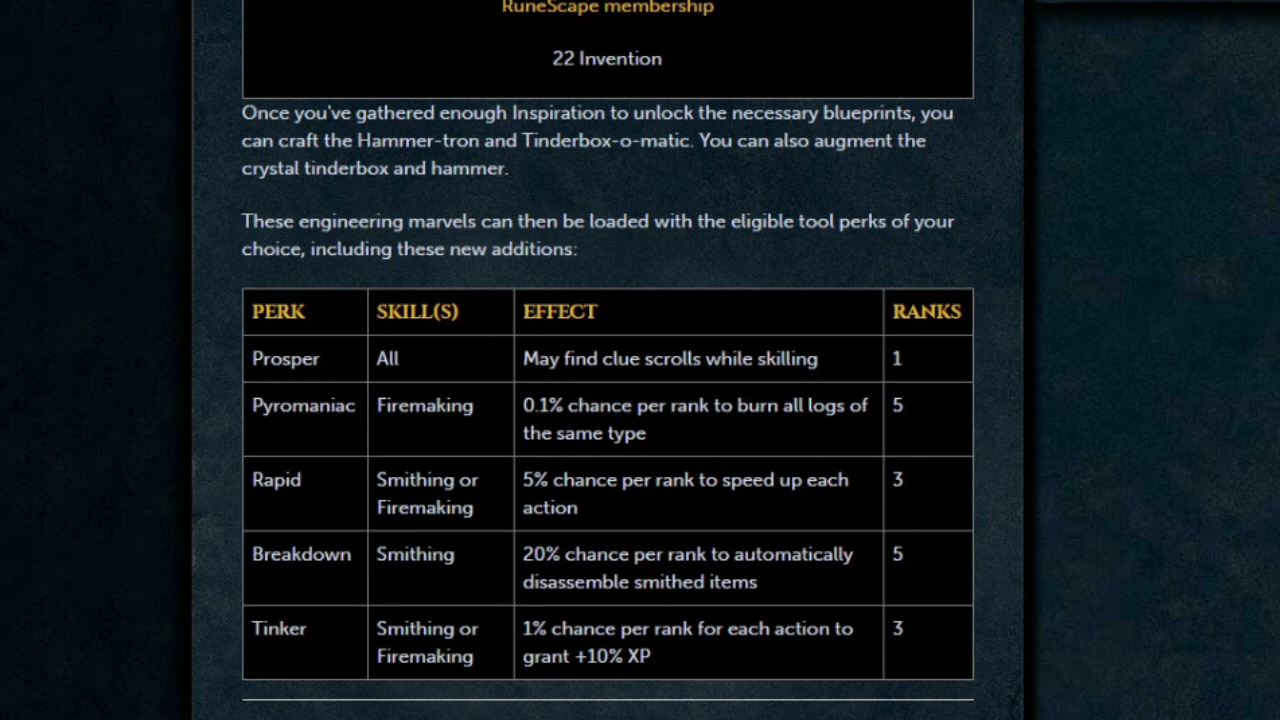 RuneScape membership
22 Invention
Once you've gathered enough Inspiration to unlock the necessary blueprints, you
can craft the Hammer-tron and Tinderbox-o-matic. You can also augment the
crystal tinderbox and hammer.
These engineering marvels can then be loaded with the eligible tool perks of your
choice, including these new additions:
PERK SKILL(S) EFFECT RANKS
Prosper All May find clue scrolls while skilling 1
Pyromaniac Firemaking 0.1% chance per rank to burn all logs of 5
the same type
Rapid Smithing or 5% chance per rank to speed up each 3
Firemaking action
Breakdown Smithing 20% chance per rank to automatically 5
disassemble smithed items
Tinker Smithing or 1% chance per rank for each action to 3
Firemaking grant +10% XP